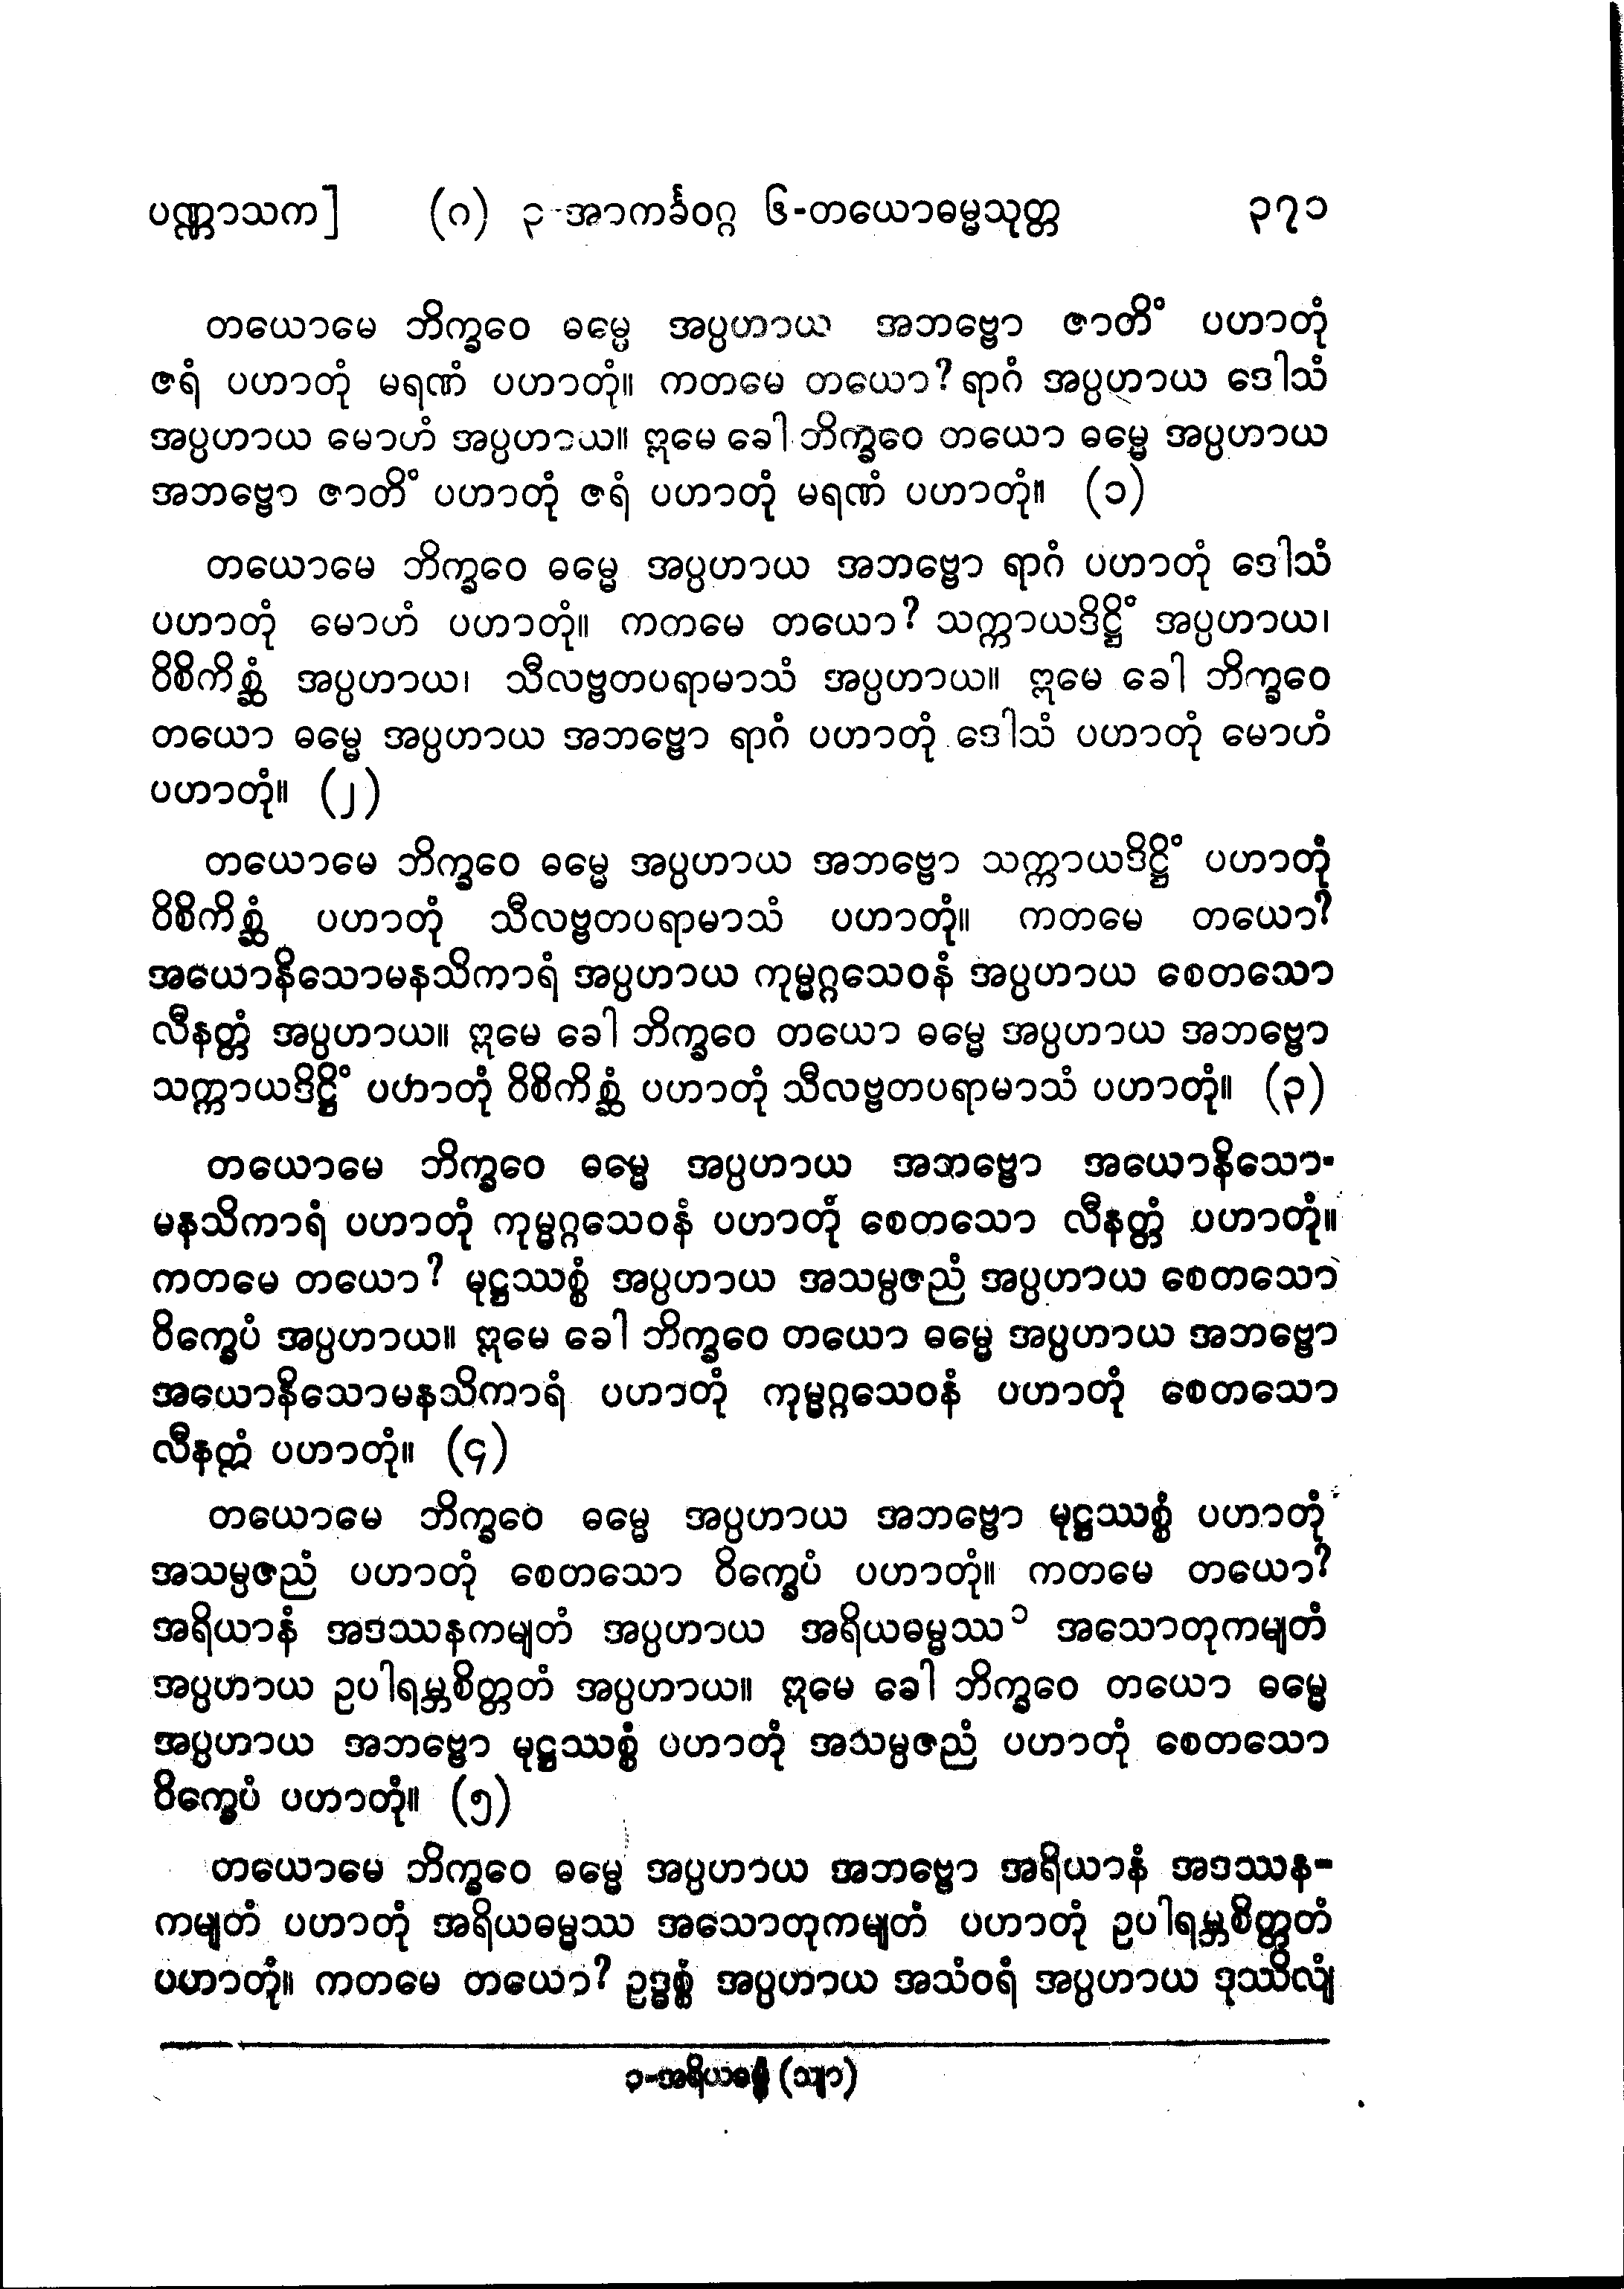 ပဏ္ဏာသက] (ဂ) ၃-အာကင်္ခဝဂ္ဂ ၆-တယောဓမ္မသုတ္တ ၃၇၁
တယောမေ ဘိက္ခဝေ ဓမ္မေ အပ္ပဟာယ အဘဗ္ဗော ဇာတိံ ပဟာတုံ
ဇရံ ပဟာတုံ မရဏံ ပဟာတုံ။ ကတမေ တယော? ရာဂံ အပ္ပဟာယ ဒေါသံ
အပ္ပဟာယ မောဟံ အပ္ပဟာယ။ ဣမေ ခေါ ဘိက္ခဝေ တယော ဓမ္မေ အပ္ပဟာယ
အဘဗ္ဗော ဇာတိံ ပဟာတုံ ဇရံ ပဟာတုံ မရဏံ ပဟာတုံ။ (၁)
တယောမေ ဘိက္ခဝေ ဓမ္မေ အပ္ပဟာယ အဘဗ္ဗော ရာဂံ ပဟာတုံ ဒေါသံ
ပဟာတုံ မောဟံ ပဟာတုံ။ ကတမေ တယော? သက္ကာယဒိဋ္ဌိံ အပ္ပဟာယ၊
ဝိစိကိစ္ဆံ အပ္ပဟာယ၊ သီလဗ္ဗတပရာမာသံ အပ္ပဟာယ။ ဣမေ ခေါ ဘိက္ခဝေ
တယော ဓမ္မေ အပ္ပဟာယ အဘဗ္ဗော ရာဂံ ပဟာတုံ ဒေါသံ ပဟာတုံ မောဟံ
ပဟာတုံ။ (၂)
တယောမေ ဘိက္ခဝေ ဓမ္မေ အပ္ပဟာယ အဘဗ္ဗော သက္ကာယဒိဋ္ဌိံ ပဟာတုံ
ဝိစိကိစ္ဆံ ပဟာတုံ သီလဗ္ဗတပရာမာသံ ပဟာတုံ။ ကတမေ တယော?
အယောနိသောမနသိကာရံ အပ္ပဟာယ ကုမ္မဂ္ဂသေဝနံ အပ္ပဟာယ စေတသော
လီနတ္တံ အပ္ပဟာယ။ ဣမေ ခေါ ဘိက္ခဝေ တယော ဓမ္မေ အပ္ပဟာယ အဘဗ္ဗော
သက္ကာယဒိဋ္ဌိံ ပဟာတုံ ဝိစိကိစ္ဆံ ပဟာတုံ သီလဗ္ဗတပရာမာသံ ပဟာတုံ။ (၃)
တယောမေ ဘိက္ခဝေ ဓမ္မေ အပ္ပဟာယ အဘဗ္ဗော အယောနိသော-
မနသိကာရံ ပဟာတုံ ကုမ္မဂ္ဂသေဝနံ ပဟာတုံ စေတသော လီနတ္တံ ပဟာတုံ။
ကတမေ တယော? မုဋ္ဌဿစ္စံ အပ္ပဟာယ အသမ္ပဇညံ အပ္ပဟာယ စေတသော
ဝိက္ခေပံ အပ္ပဟာယ။ ဣမေ ခေါ ဘိက္ခဝေ တယော ဓမ္မေ အပ္ပဟာယ အဘဗ္ဗော
အယောနိသောမနသိကာရံ ပဟာတုံ ကုမ္မဂ္ဂသေဝနံ ပဟာတုံ စေတသော
လီနတ္တံ ပဟာတုံ။ (၄)
တယောမေ ဘိက္ခဝေ ဓမ္မေ အပ္ပဟာယ အဘဗ္ဗော မုဋ္ဌဿစ္စံ ပဟာတုံ
အသမ္ပဇညံ ပဟာတုံ စေတသော ဝိက္ခေပံ ပဟာတုံ။ ကတမေ တယော?
အရိယာနံ အဒဿနကမျတံ အပ္ပဟာယ အရိယဓမ္မဿ ၁ အသောတုကမျတံ
အပ္ပဟာယ ဥပါရမ္ဘစိတ္တတံ အပ္ပဟာယ။ ဣမေ ခေါ ဘိက္ခဝေ တယော ဓမ္မေ
အပ္ပဟာယ အဘဗ္ဗော မုဋ္ဌဿစ္စံ ပဟာတုံ အသမ္ပဇညံ ပဟာတုံ စေတသော
ဝိက္ခေပံ ပဟာတုံ။ (၅)
တယောမေ ဘိက္ခဝေ ဓမ္မေ အပ္ပဟာယ အဘဗ္ဗော အရိယာနံ အဒဿန-
ကမျတံ ပဟာတုံ အရိယဓမ္မဿ အသောတုကမျတံ ပဟာတုံ ဥပါရမ္ဘစိတ္တတံ
ပဟာတုံ။ ကတမေ တယော? ဥဒ္ဓစ္စံ အပ္ပဟာယ အသံဝရံ အပ္ပဟာယ ဒုဿီလျံ
၁-အရိယဓမ္မံ (သျာ)